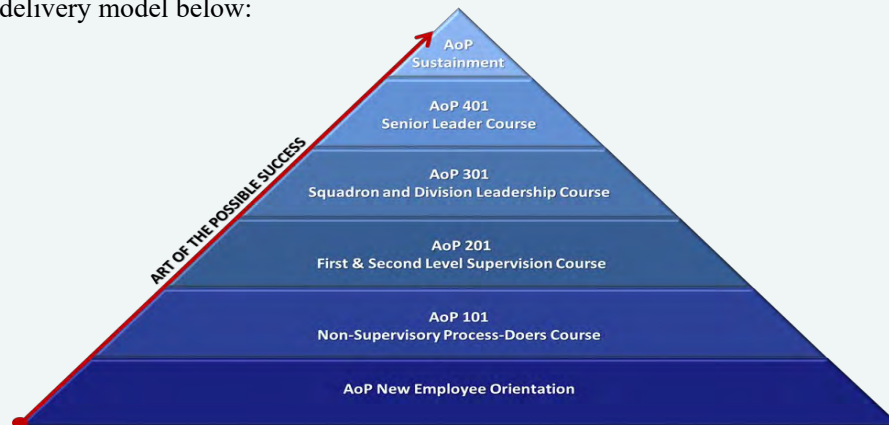 delivery model below:
AoP
Sustainment
AoP 401
Senior Leader Course
ART OF THE POSSIBLE SUCCESS
AoP 301
Squadron and Division Leadership Course
AoP 201
First & Second Level Supervision Course
AoP 101
Non-Supervisory Process-Doers Course
AoP New Employee Orientation